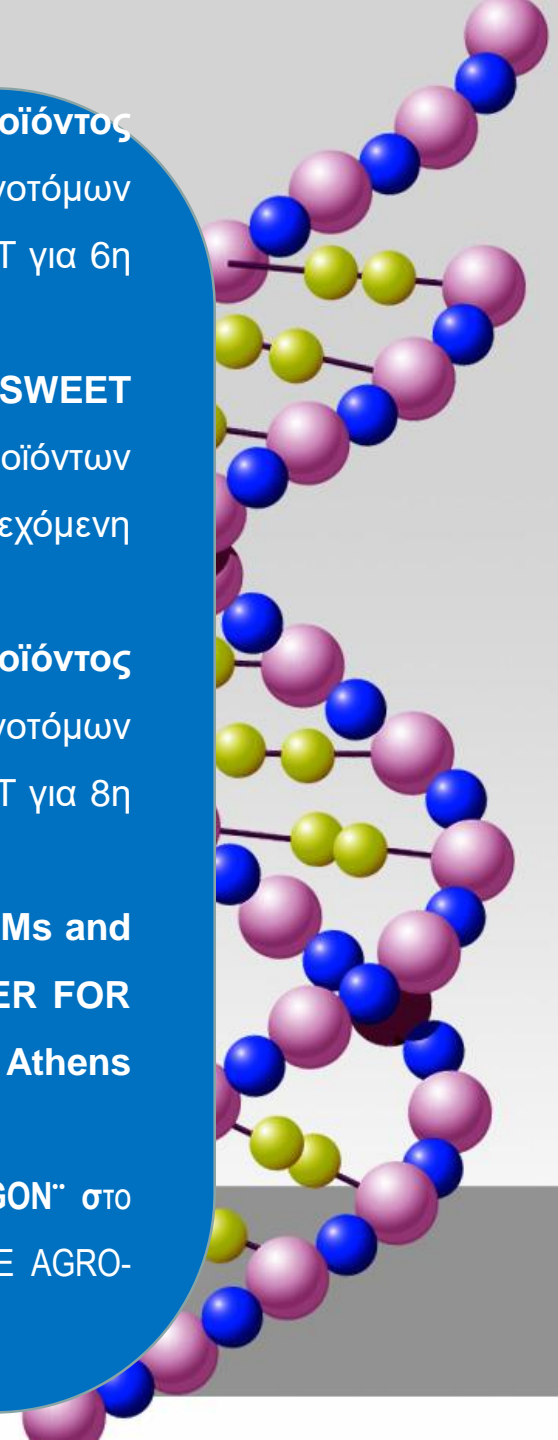 οϊόντος
νοτόμων
Τ για 6η
SWEET
οϊόντων
εχόμενη
οϊόντος
νοτόμων
Τ για 8η
Ms and
ER FOR
Athens
GON¨ στο
E AGRO-